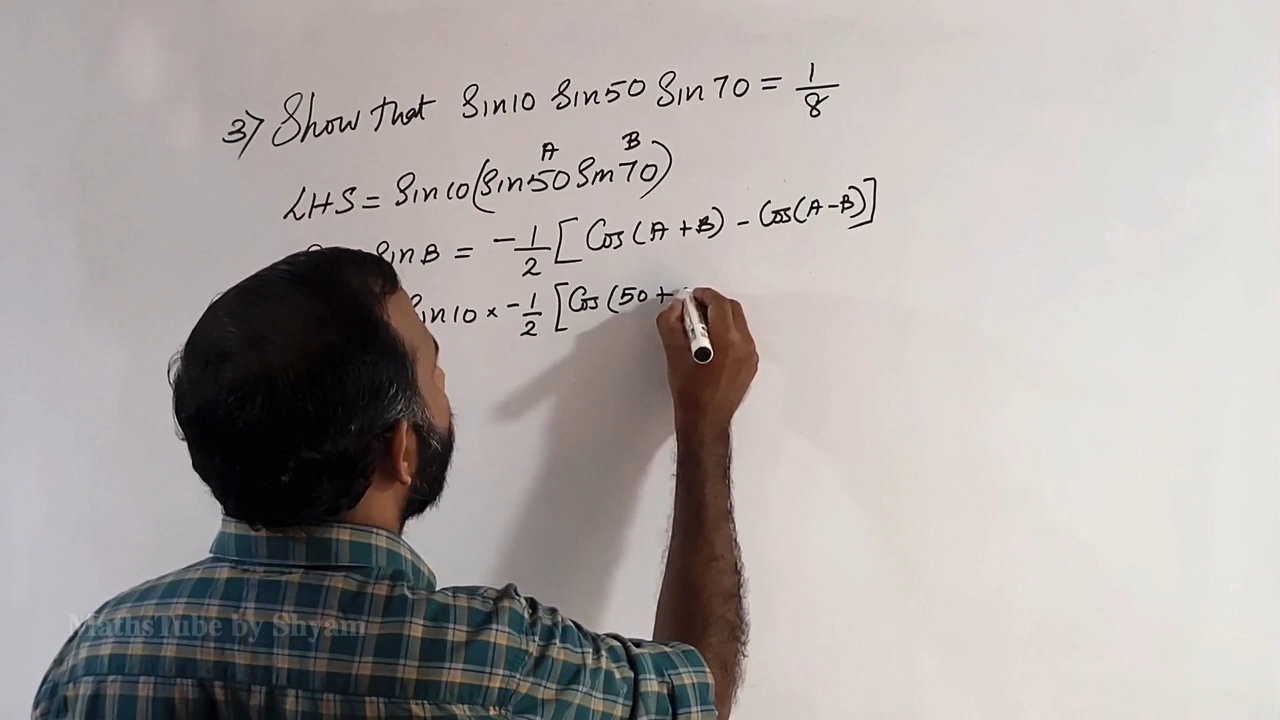 3) Show that Sin10 Sin50 Sin70 = 1/8
A B
LHS = Sin10 (Sin50 Sin70)
SinB = -1/2 [Cos(A+B) - Cos(A-B)]
Sin10 × -1/2 [Cos(50+
MathsTube by Shyam